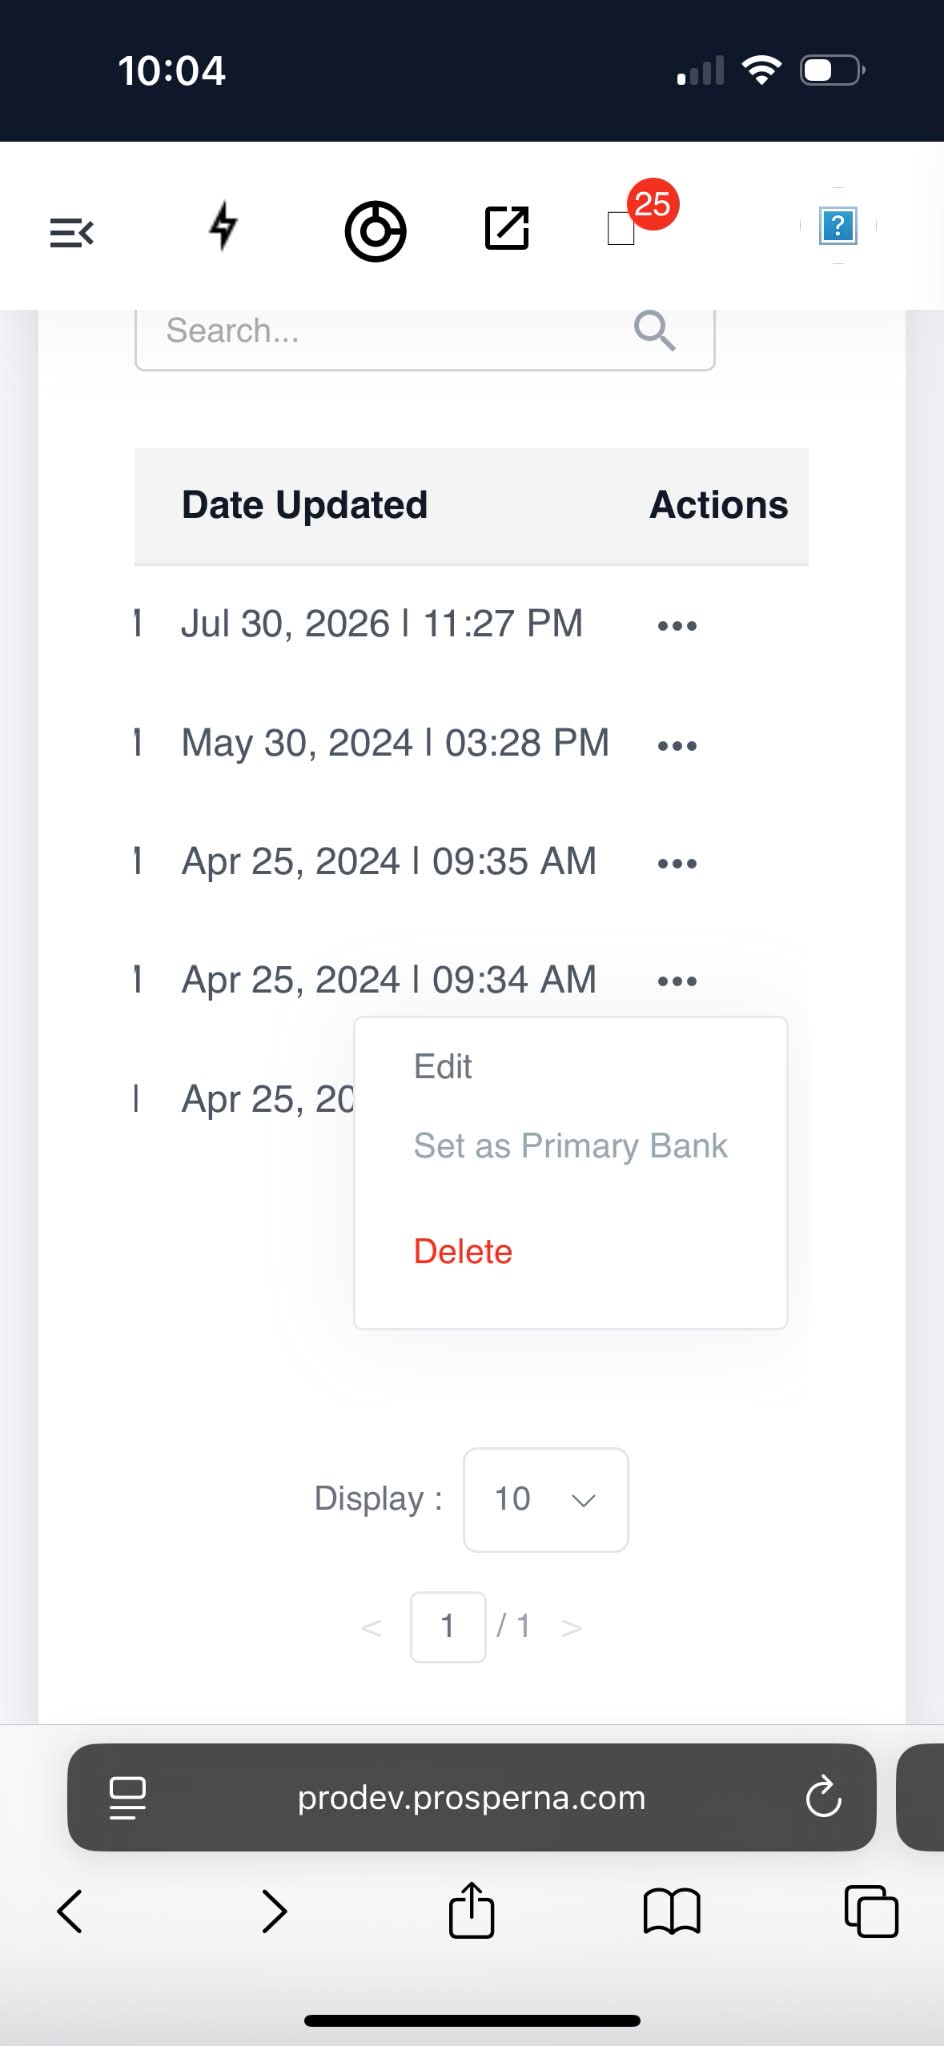 10:04
25
Search...
Date Updated Actions
Jul 30, 2026 | 11:27 PM •••
May 30, 2024 | 03:28 PM •••
Apr 25, 2024 | 09:35 AM •••
Apr 25, 2024 | 09:34 AM •••
Apr 25, 20
Edit
Set as Primary Bank
Delete
Display : 10
< 1 / 1 >
prodev.prosperna.com